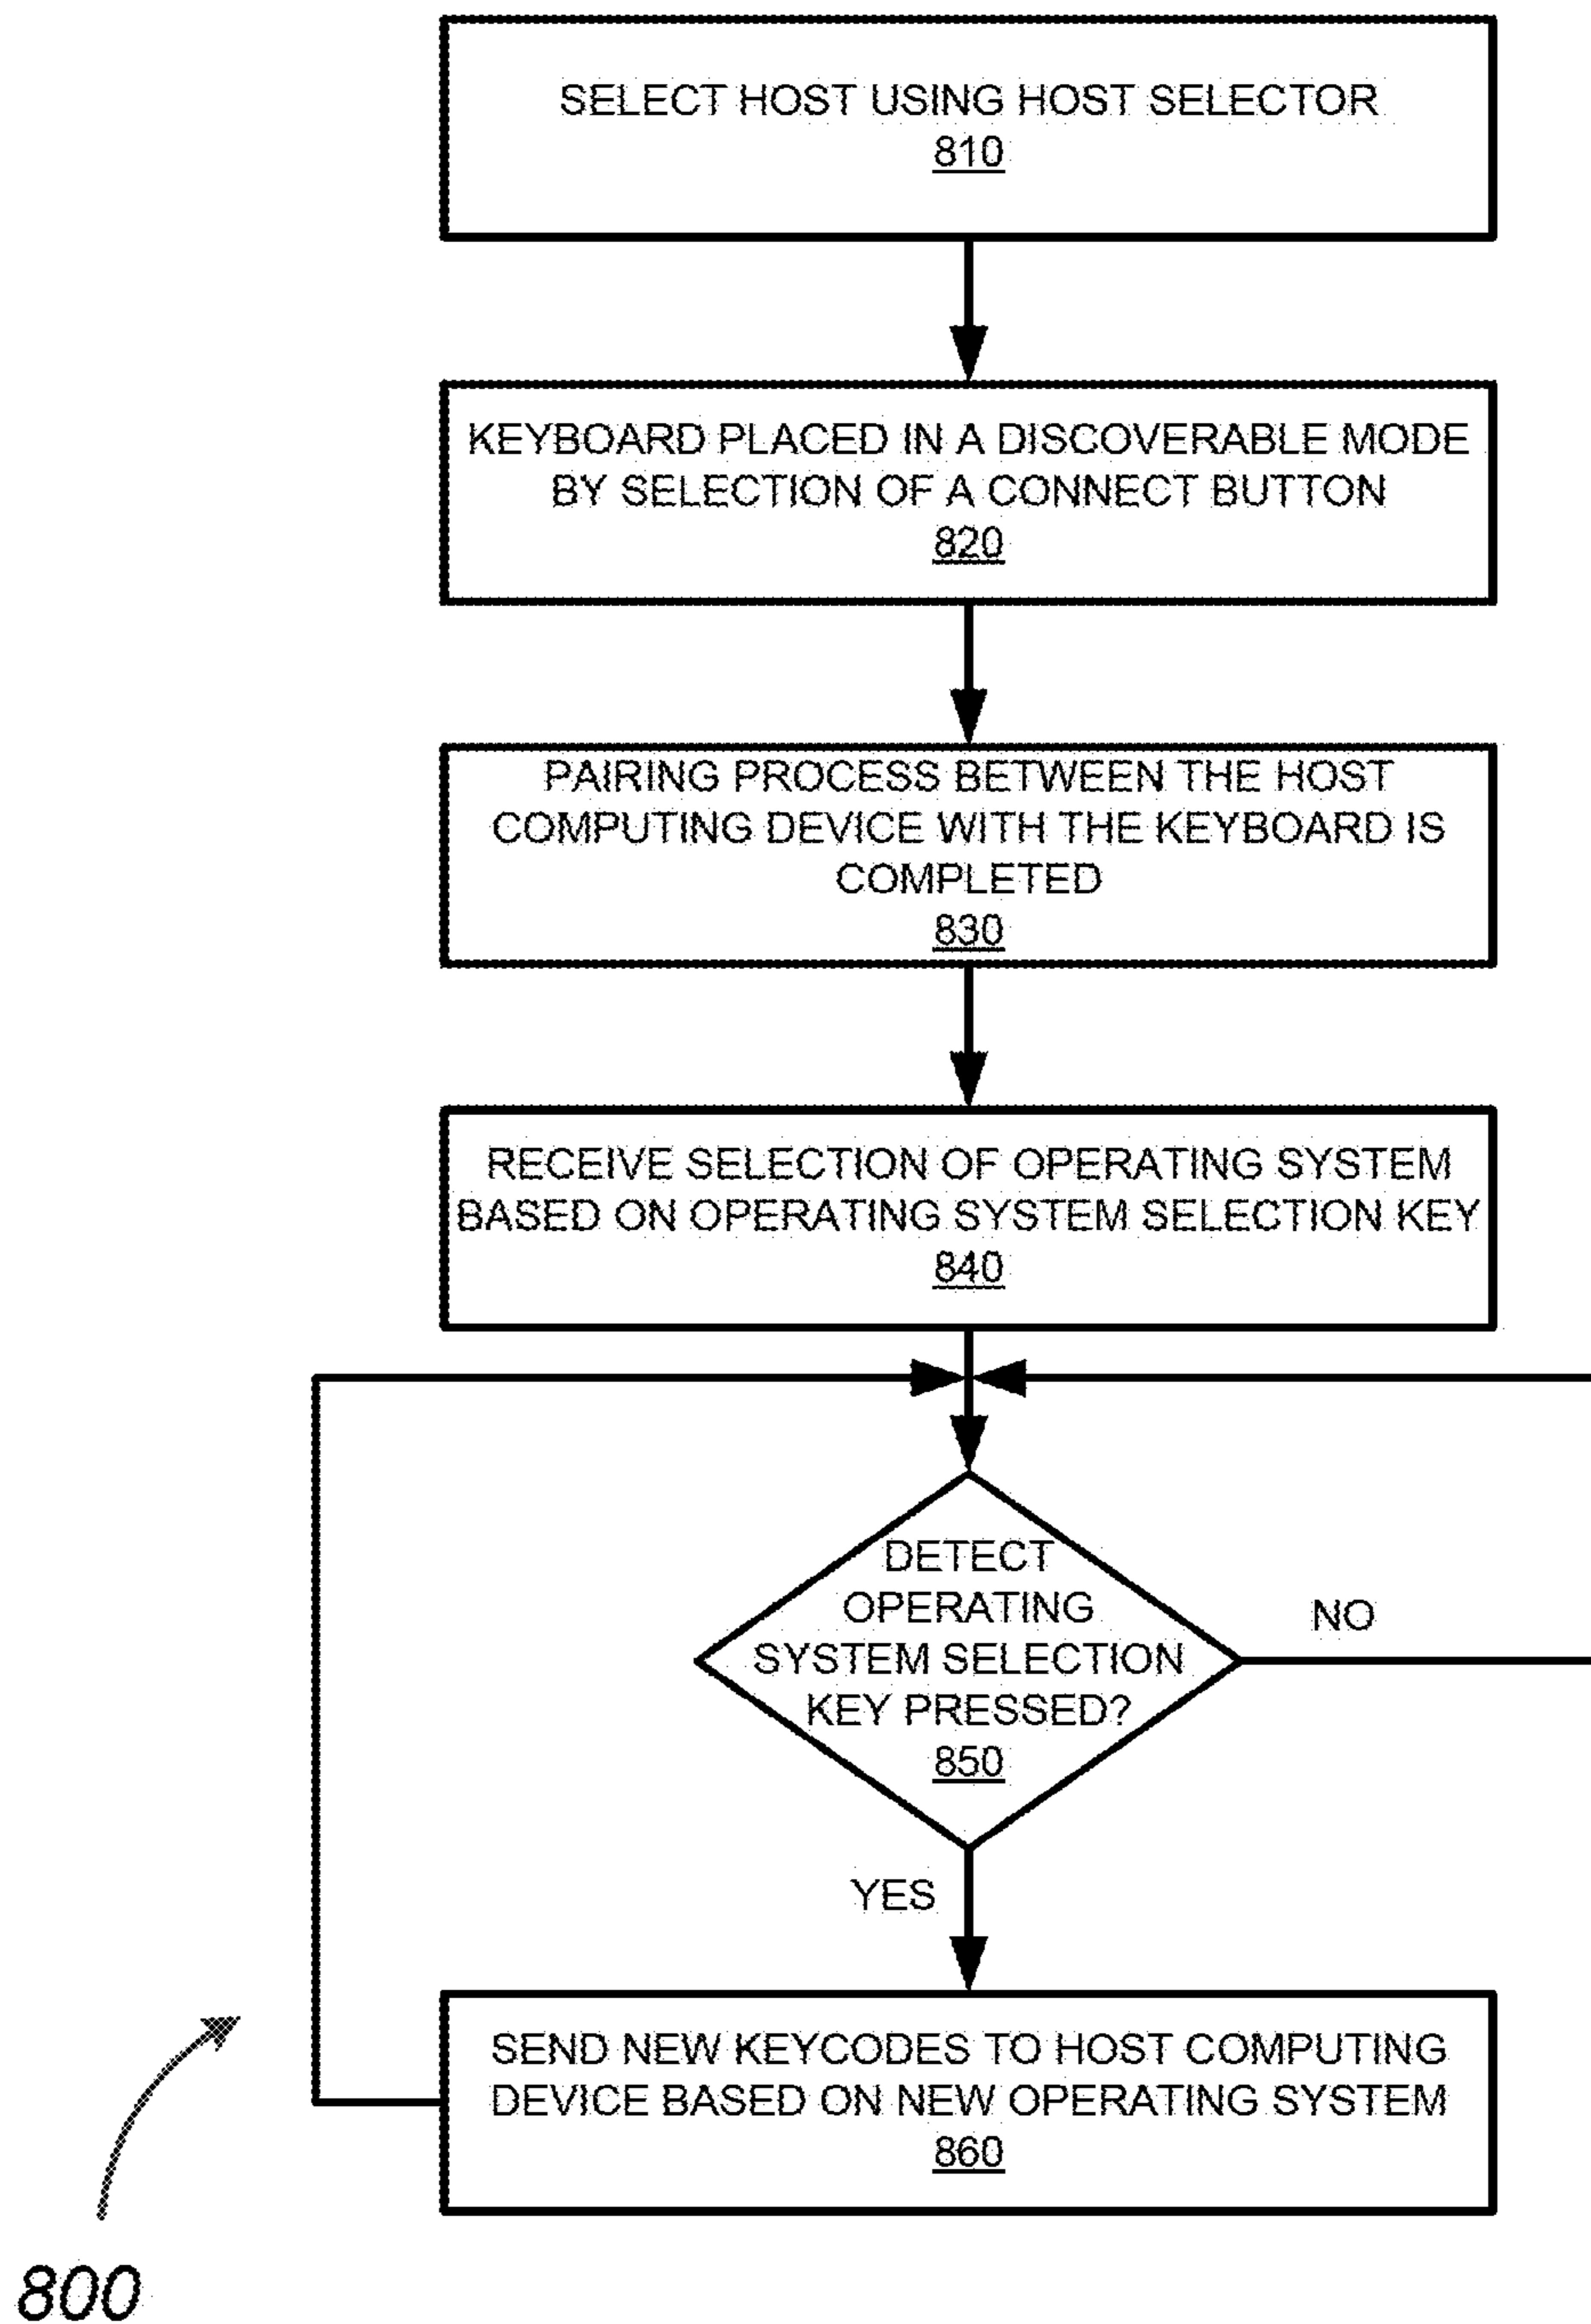 SELECT HOST USING HOST SELECTOR
810
KEYBOARD PLACED IN A DISCOVERABLE MODE
BY SELECTION OF A CONNECT BUTTON
820
PAIRING PROCESS BETWEEN THE HOST
COMPUTING DEVICE WITH THE KEYBOARD IS
COMPLETED
830
RECEIVE SELECTION OF OPERATING SYSTEM
BASED ON OPERATING SYSTEM SELECTION KEY
840
DETECT
OPERATING
SYSTEM SELECTION
KEY PRESSED?
850
NO
YES
SEND NEW KEYCODES TO HOST COMPUTING
DEVICE BASED ON NEW OPERATING SYSTEM
860
800